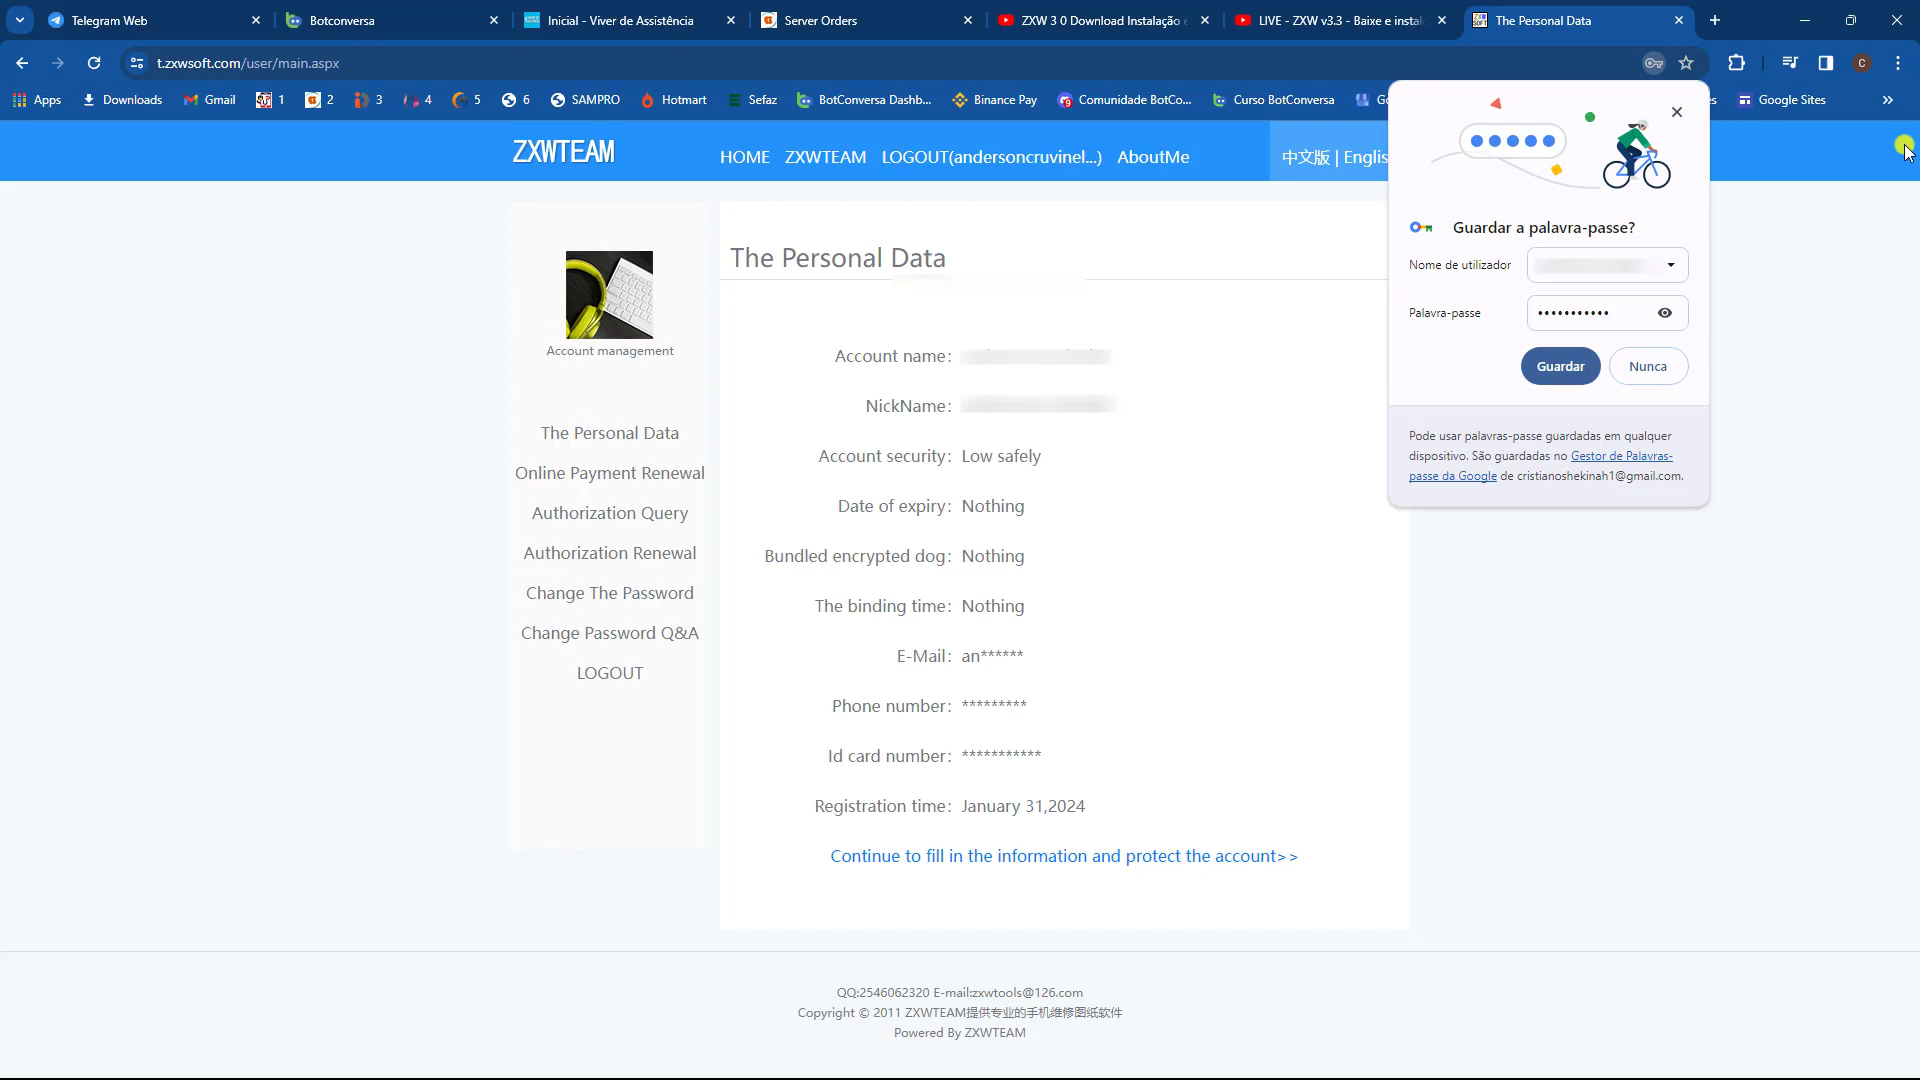 Telegram Web
Botconversa
Inicial - Viver de Assistência
Server Orders
ZXW 3 0 Download Instalação
LIVE - ZXW v3.3 - Baixe e instal
The Personal Data
t.zxwsoft.com/user/main.aspx
Apps
Downloads
Gmail
1
2
3
4
5
6
SAMPRO
Hotmart
Sefaz
BotConversa Dashb...
Binance Pay
Comunidade BotCo...
Curso BotConversa
Google Sites
ZXWTEAM
HOME
ZXWTEAM
LOGOUT(andersoncruvinel...)
AboutMe
中文版 | Englis
Account management
The Personal Data
Online Payment Renewal
Authorization Query
Authorization Renewal
Change The Password
Change Password Q&A
LOGOUT
The Personal Data
Account name:
NickName:
Account security: Low safely
Date of expiry: Nothing
Bundled encrypted dog: Nothing
The binding time: Nothing
E-Mail: an******
Phone number: *********
Id card number: ***********
Registration time: January 31,2024
Continue to fill in the information and protect the account>>
Guardar a palavra-passe?
Nome de utilizador
Palavra-passe
•••••••••••
Guardar
Nunca
Pode usar palavras-passe guardadas em qualquer
dispositivo. São guardadas no Gestor de Palavras-
passe da Google de cristianoshekinah1@gmail.com.
QQ:2546062320 E-mail:zxwtools@126.com
Copyright © 2011 ZXWTEAM提供专业的手机维修图纸软件
Powered By ZXWTEAM